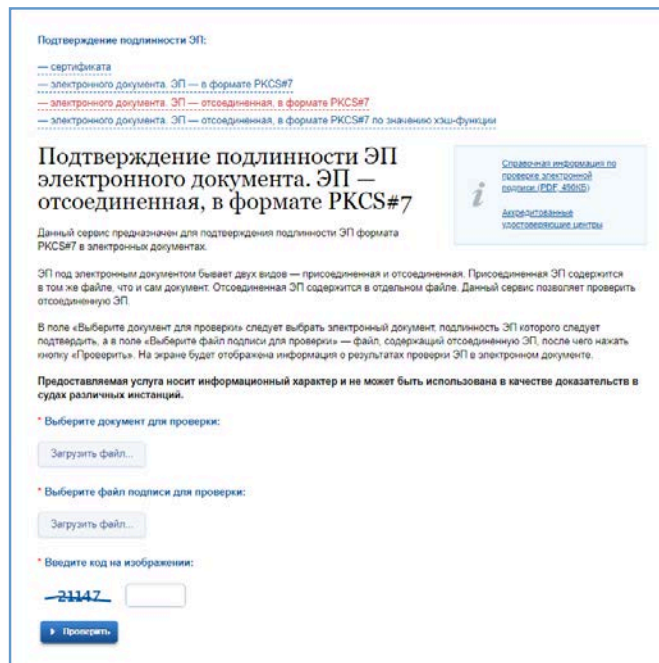 Подтверждение подлинности ЭП:
— сертификата
— электронного документа. ЭП — в формате PKCS#7
— электронного документа. ЭП — отсоединенная, в формате PKCS#7
— электронного документа. ЭП — отсоединенная, в формате PKCS#7 по значению хэш-функции
Подтверждение подлинности ЭП
электронного документа. ЭП —
отсоединенная, в формате PKCS#7
i
Справочная информация по
проверке электронной
подписи (PDF, 496КБ)
Аккредитованные
удостоверяющие центры
Данный сервис предназначен для подтверждения подлинности ЭП формата
PKCS#7 в электронных документах.
ЭП под электронным документом бывает двух видов — присоединенная и отсоединенная. Присоединенная ЭП содержится
в том же файле, что и сам документ. Отсоединенная ЭП содержится в отдельном файле. Данный сервис позволяет проверить
отсоединенную ЭП.
В поле «Выберите документ для проверки» следует выбрать электронный документ, подлинность ЭП которого следует
подтвердить, а в поле «Выберите файл подписи для проверки» — файл, содержащий отсоединенную ЭП, после чего нажать
кнопку «Проверить». На экране будет отображена информация о результатах проверки ЭП в электронном документе.
Предоставляемая услуга носит информационный характер и не может быть использована в качестве доказательств в
судах различных инстанций.
* Выберите документ для проверки:
Загрузить файл...
* Выберите файл подписи для проверки:
Загрузить файл...
* Введите код на изображении:
21147
Проверить